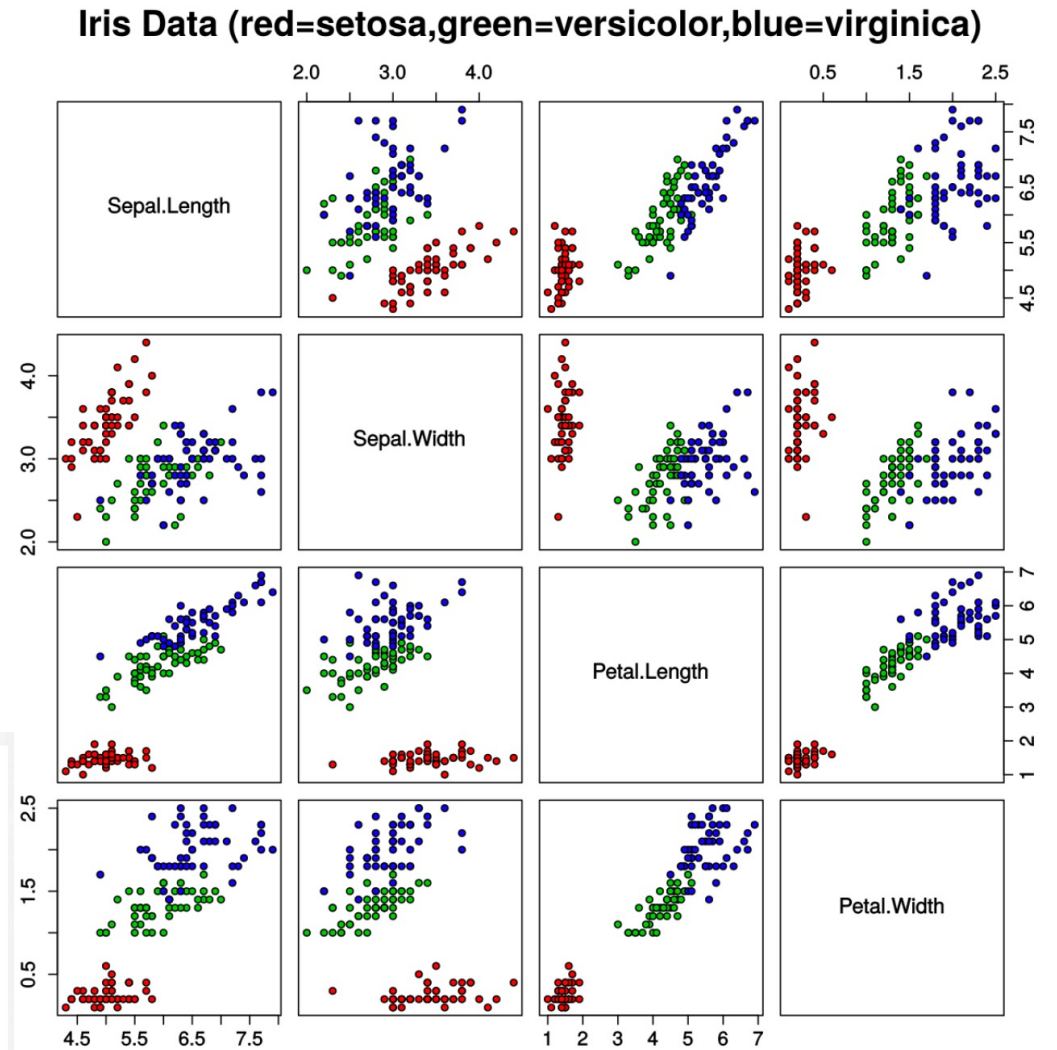 Iris Data (red=setosa,green=versicolor,blue=virginica)
2.0 3.0 4.0
0.5 1.5 2.5
Sepal.Length
4.5 5.5 6.5 7.5
2.0 3.0 4.0
Sepal.Width
Petal.Length
1 2 3 4 5 6 7
0.5 1.5 2.5
Petal.Width
4.5 5.5 6.5 7.5
1 2 3 4 5 6 7